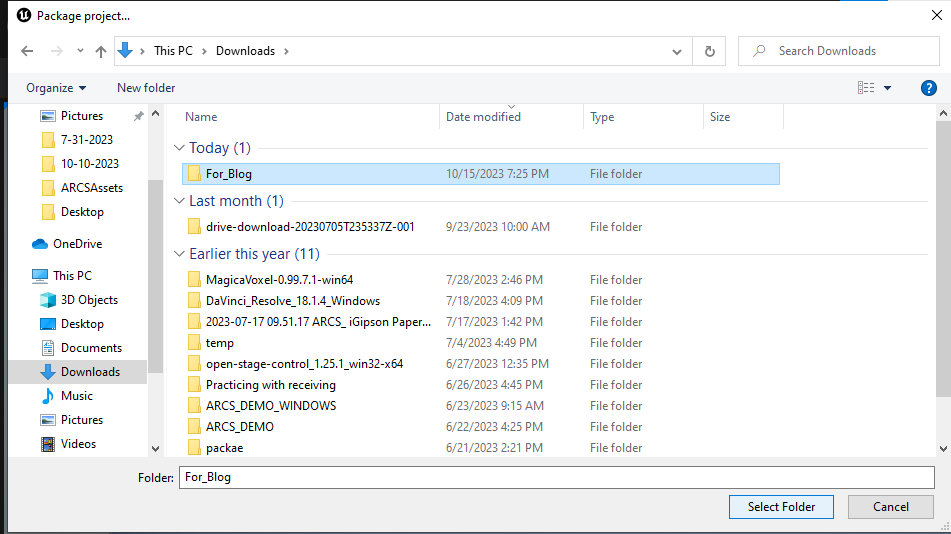 Package project...
This PC > Downloads >
Search Downloads
Organize
New folder
?
Pictures
7-31-2023
10-10-2023
ARCSAssets
Desktop
OneDrive
This PC
3D Objects
Desktop
Documents
Downloads
Music
Pictures
Videos
Name Date modified Type Size
Today (1)
For_Blog 10/15/2023 7:25 PM File folder
Last month (1)
drive-download-20230705T235337Z-001 9/23/2023 10:00 AM File folder
Earlier this year (11)
MagicaVoxel-0.99.7.1-win64 7/28/2023 2:46 PM File folder
DaVinci_Resolve_18.1.4_Windows 7/18/2023 4:09 PM File folder
2023-07-17 09.51.17 ARCS_ iGipson Paper... 7/17/2023 1:42 PM File folder
temp 7/4/2023 4:49 PM File folder
open-stage-control_1.25.1_win32-x64 6/27/2023 12:35 PM File folder
Practicing with receiving 6/26/2023 4:45 PM File folder
ARCS_DEMO_WINDOWS 6/23/2023 9:15 AM File folder
ARCS_DEMO 6/22/2023 4:25 PM File folder
packae 6/21/2023 2:21 PM File folder
Folder: For_Blog
Select Folder
Cancel